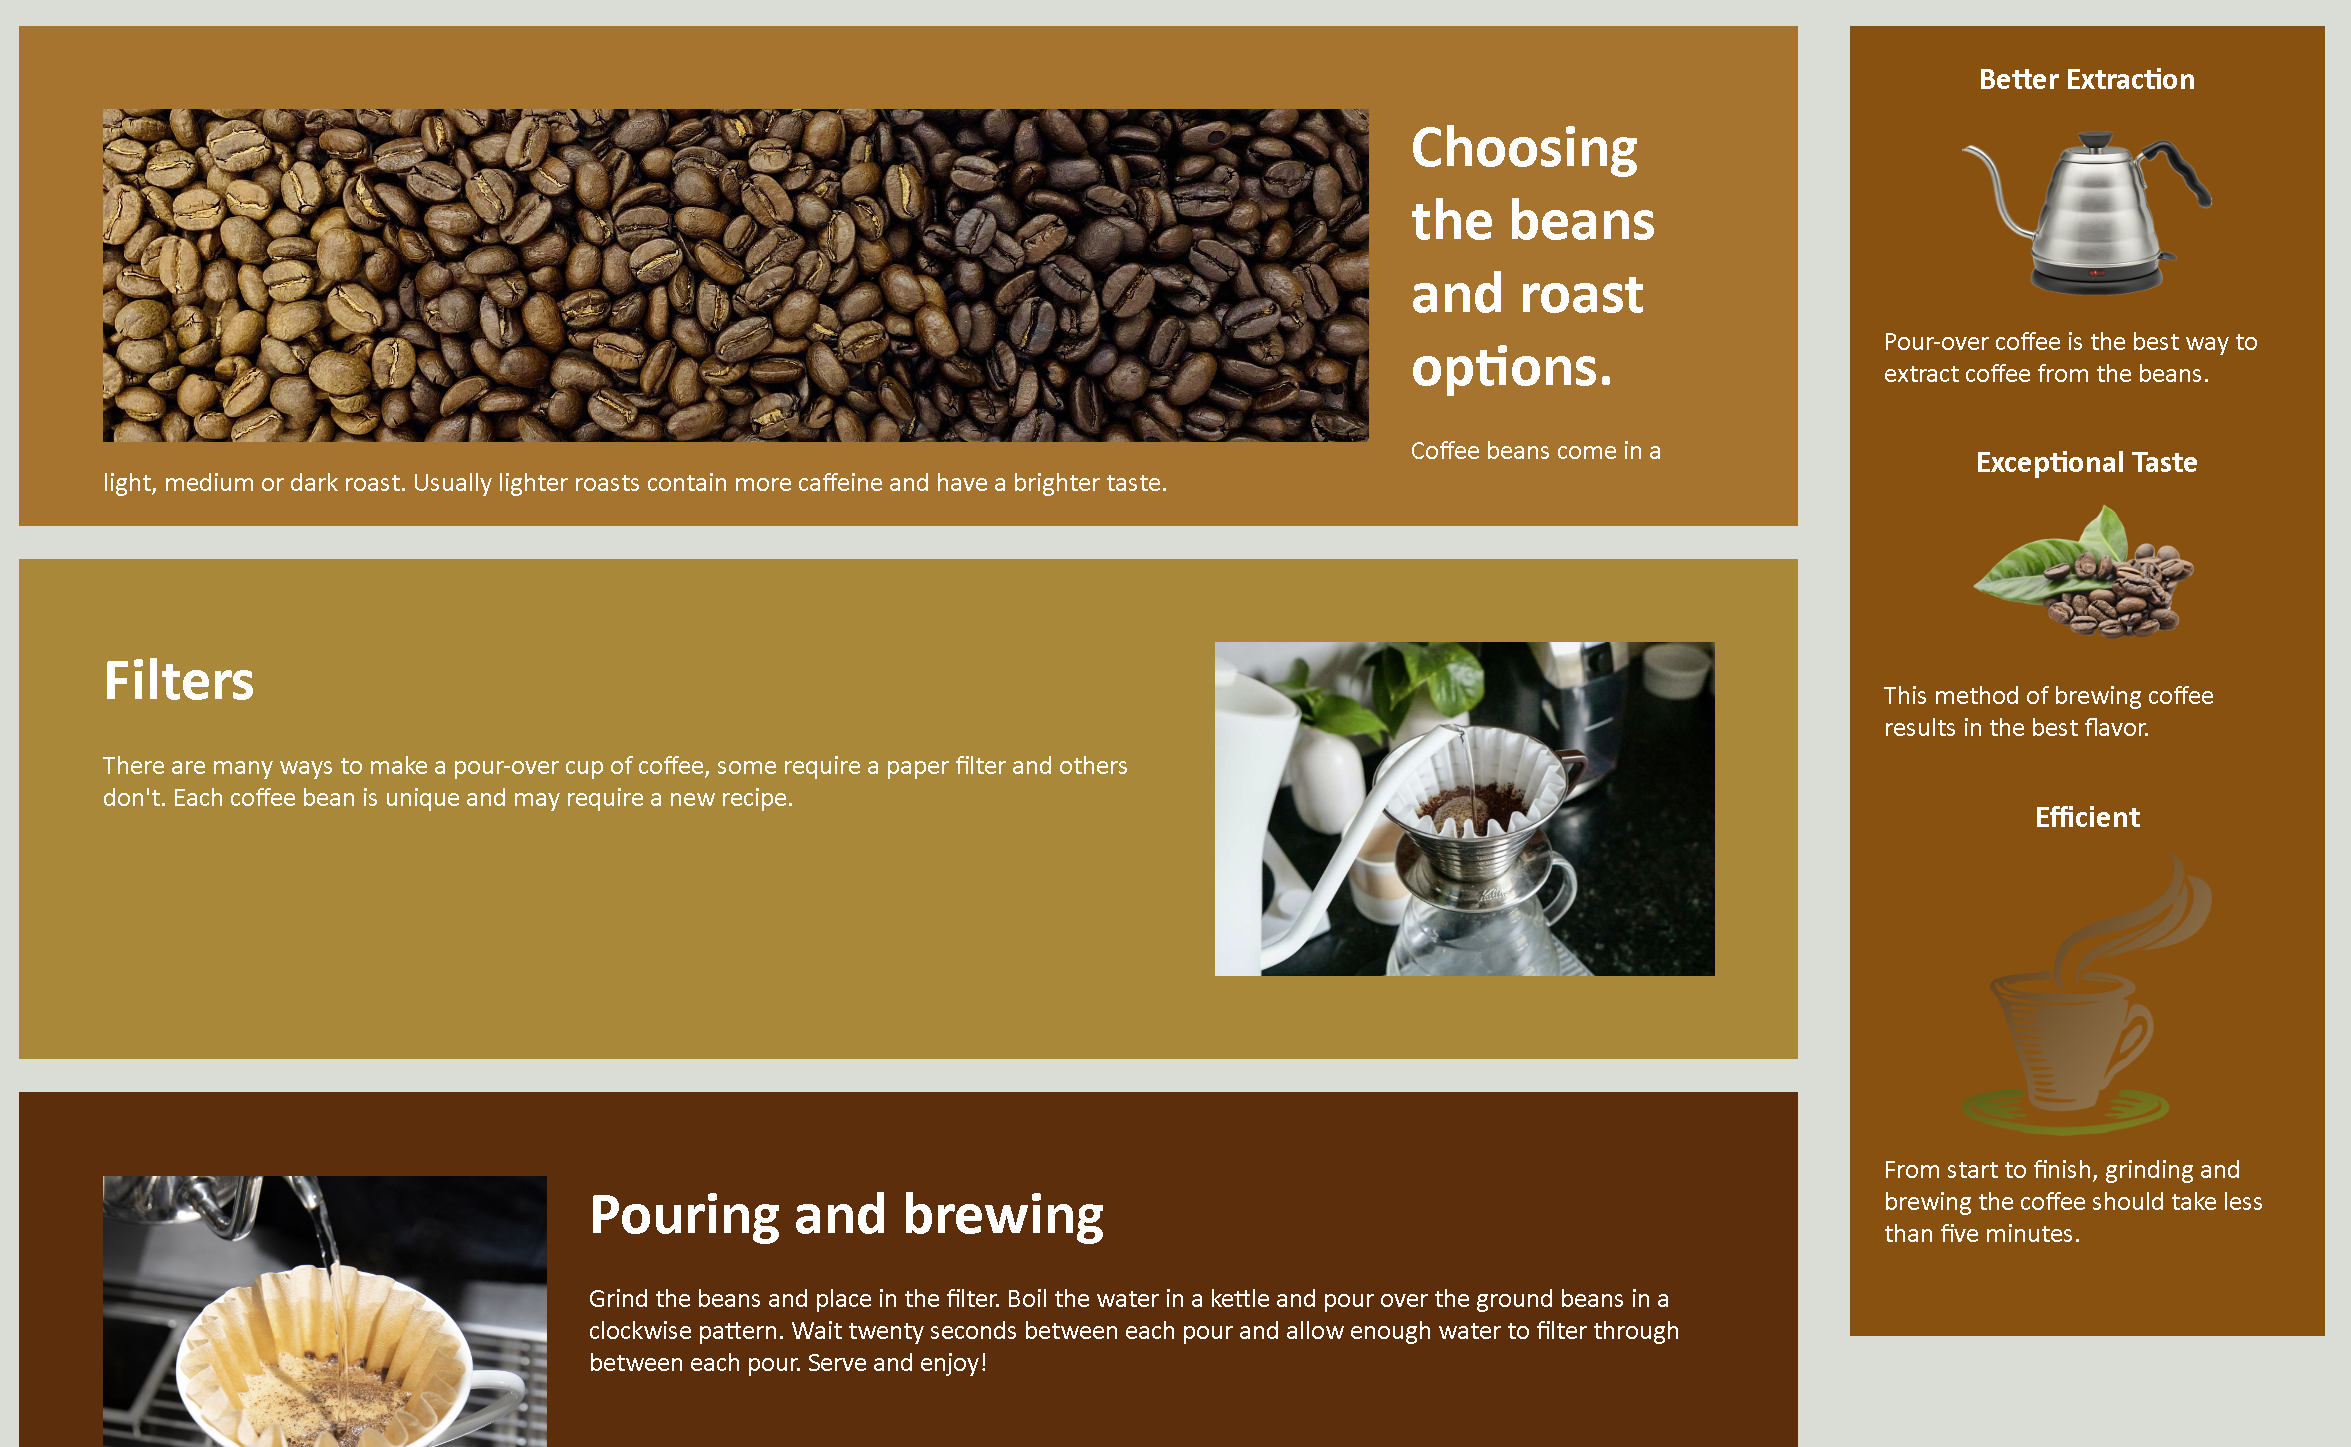 Choosing
the beans
and roast
options.
Coffee beans come in a
light, medium or dark roast. Usually lighter roasts contain more caffeine and have a brighter taste.
Filters
There are many ways to make a pour-over cup of coffee, some require a paper filter and others
don't. Each coffee bean is unique and may require a new recipe.
Pouring and brewing
Grind the beans and place in the filter. Boil the water in a kettle and pour over the ground beans in a
clockwise pattern. Wait twenty seconds between each pour and allow enough water to filter through
between each pour. Serve and enjoy!
Better Extraction
Pour-over coffee is the best way to
extract coffee from the beans.
Exceptional Taste
This method of brewing coffee
results in the best flavor.
Efficient
From start to finish, grinding and
brewing the coffee should take less
than five minutes.